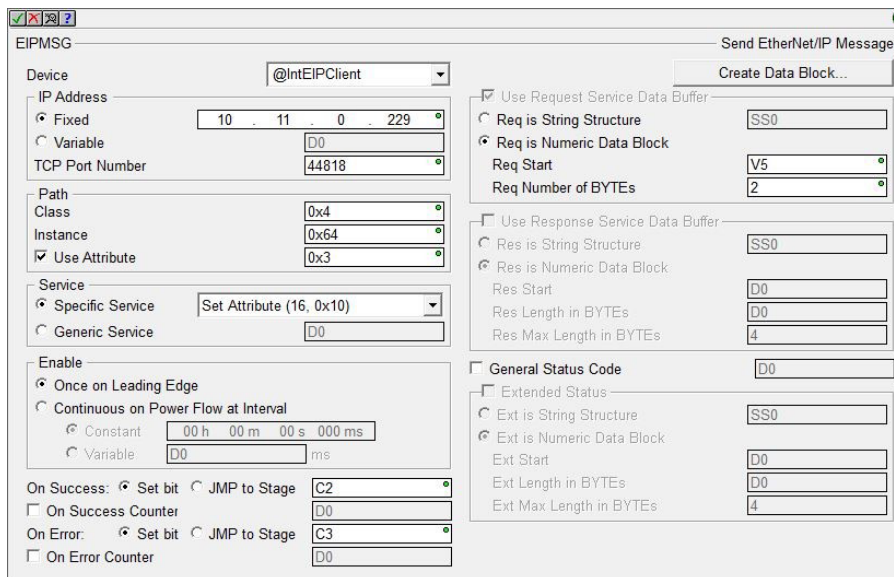 EIPMSG
Send EtherNet/IP Message
Device @IntEIPClient
Create Data Block...
IP Address
Fixed 10 . 11 . 0 . 229
Variable D0
TCP Port Number 44818
Path
Class 0x4
Instance 0x64
Use Attribute 0x3
Service
Specific Service Set Attribute (16, 0x10)
Generic Service D0
Enable
Once on Leading Edge
Continuous on Power Flow at Interval
Constant 00 h 00 m 00 s 000 ms
Variable D0 ms
On Success: Set bit JMP to Stage C2
On Success Counter D0
On Error: Set bit JMP to Stage C3
On Error Counter D0
Use Request Service Data Buffer
Req is String Structure SS0
Req is Numeric Data Block
Req Start V5
Req Number of BYTEs 2
Use Response Service Data Buffer
Res is String Structure SS0
Res is Numeric Data Block
Res Start D0
Res Length in BYTEs D0
Res Max Length in BYTEs 4
General Status Code D0
Extended Status
Ext is String Structure SS0
Ext is Numeric Data Block
Ext Start D0
Ext Length in BYTEs D0
Ext Max Length in BYTEs 4